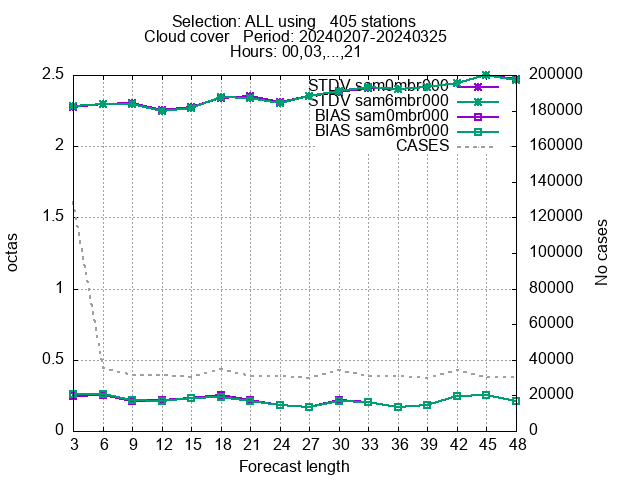 Selection: ALL using   405 stations
Cloud cover   Period: 20240207-20240325
Hours: 00,03,...,21
2.5
2
1.5
1
0.5
0
octas
200000
180000
160000
140000
120000
100000
80000
60000
40000
20000
0
No cases
STDV sam0mbr000
STDV sam6mbr000
BIAS sam0mbr000
BIAS sam6mbr000
CASES
3 6 9 12 15 18 21 24 27 30 33 36 39 42 45 48
Forecast length